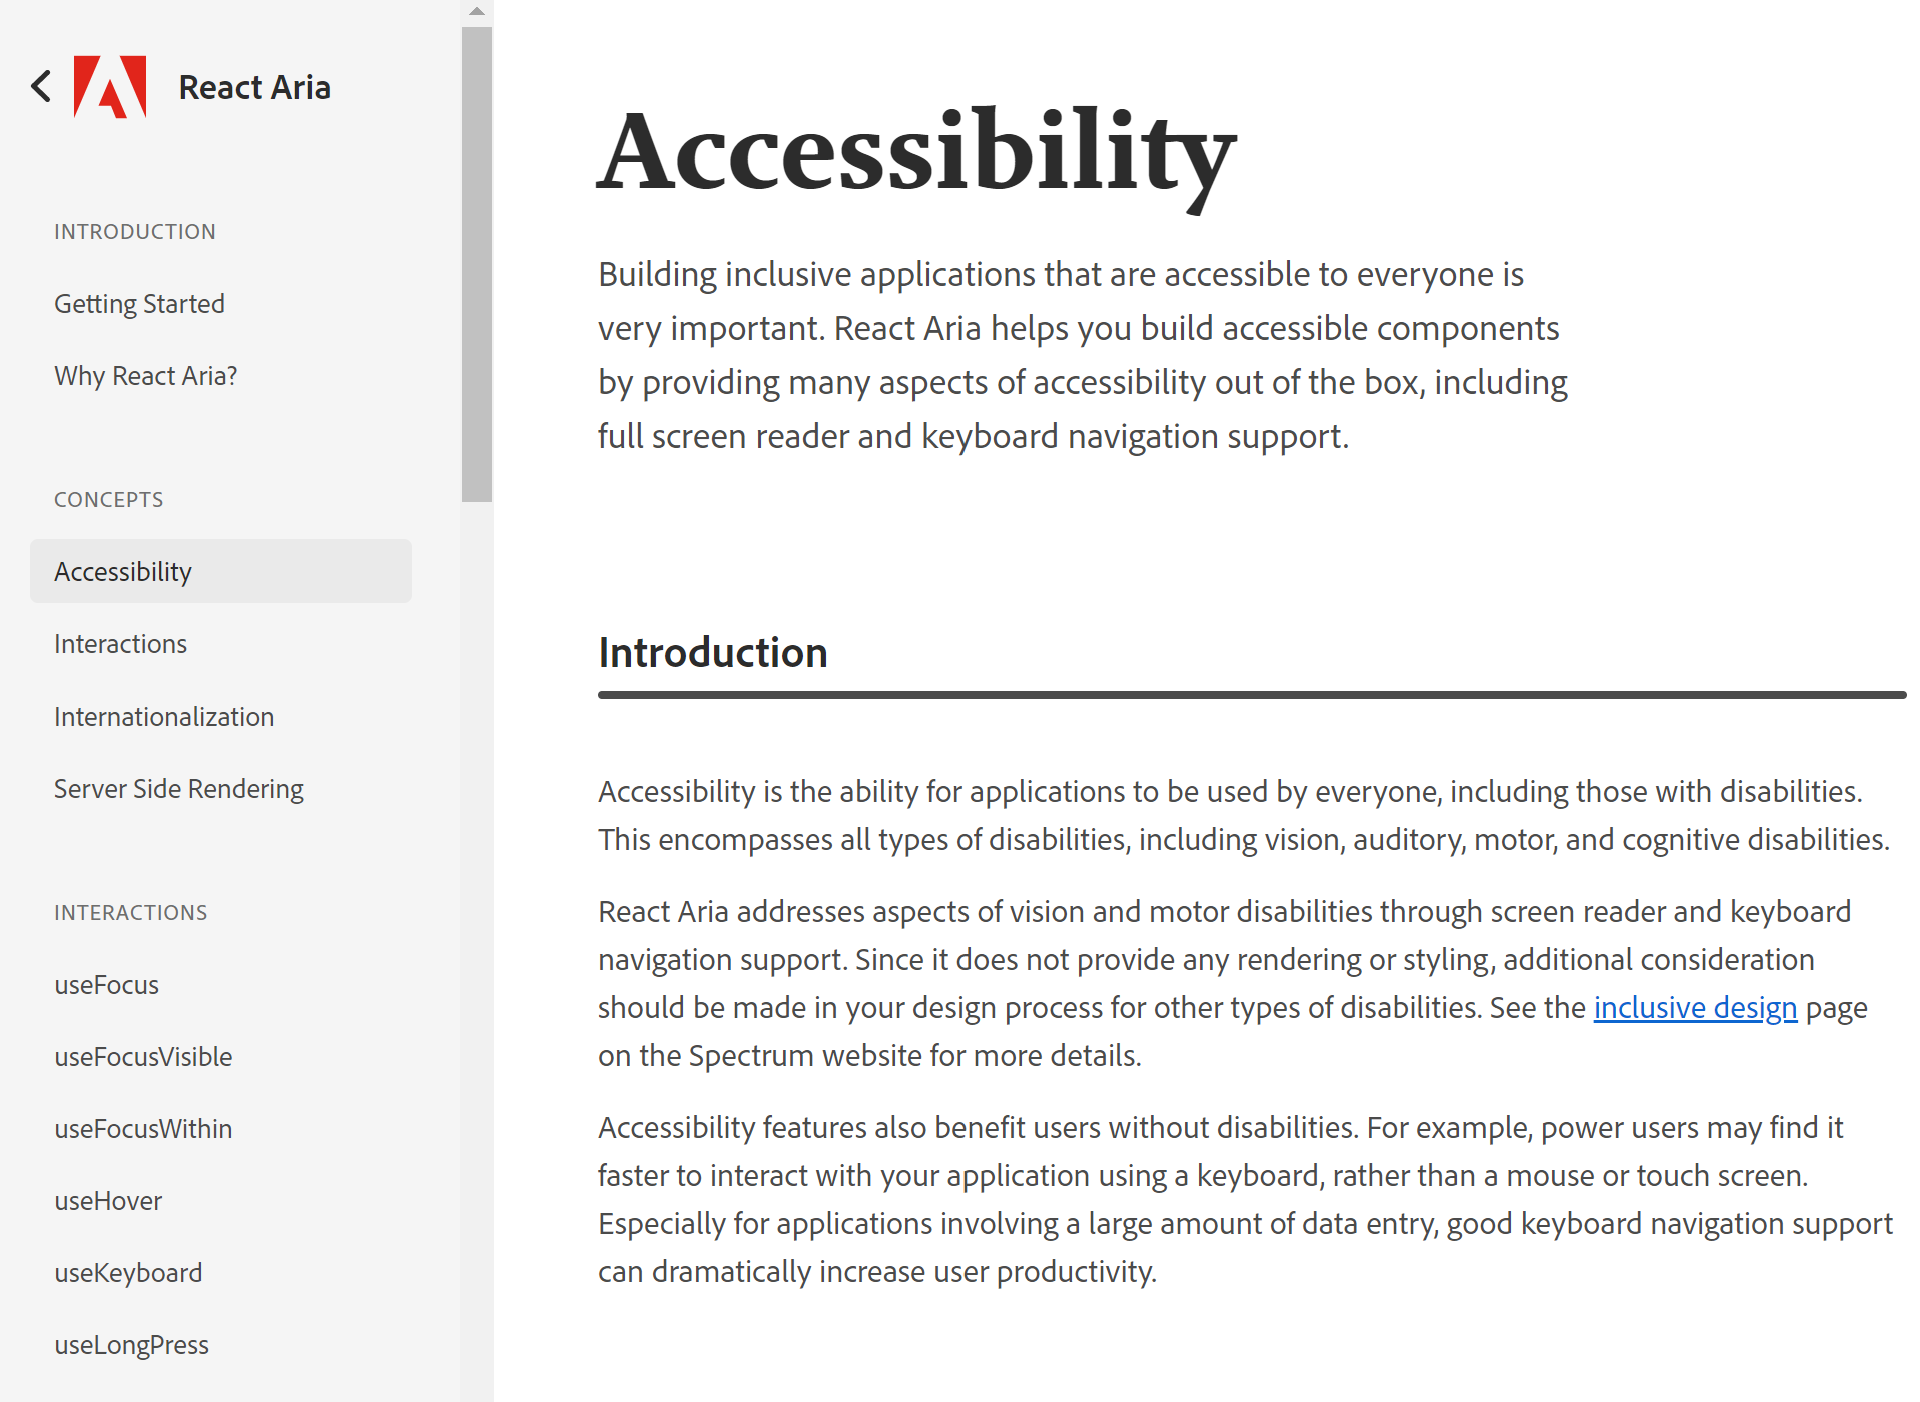 React Aria
INTRODUCTION
Getting Started
Why React Aria?
CONCEPTS
Accessibility
Interactions
Internationalization
Server Side Rendering
INTERACTIONS
useFocus
useFocusVisible
useFocusWithin
useHover
useKeyboard
useLongPress
Accessibility
Building inclusive applications that are accessible to everyone is
very important. React Aria helps you build accessible components
by providing many aspects of accessibility out of the box, including
full screen reader and keyboard navigation support.
Introduction
Accessibility is the ability for applications to be used by everyone, including those with disabilities.
This encompasses all types of disabilities, including vision, auditory, motor, and cognitive disabilities.
React Aria addresses aspects of vision and motor disabilities through screen reader and keyboard
navigation support. Since it does not provide any rendering or styling, additional consideration
should be made in your design process for other types of disabilities. See the inclusive design page
on the Spectrum website for more details.
Accessibility features also benefit users without disabilities. For example, power users may find it
faster to interact with your application using a keyboard, rather than a mouse or touch screen.
Especially for applications involving a large amount of data entry, good keyboard navigation support
can dramatically increase user productivity.